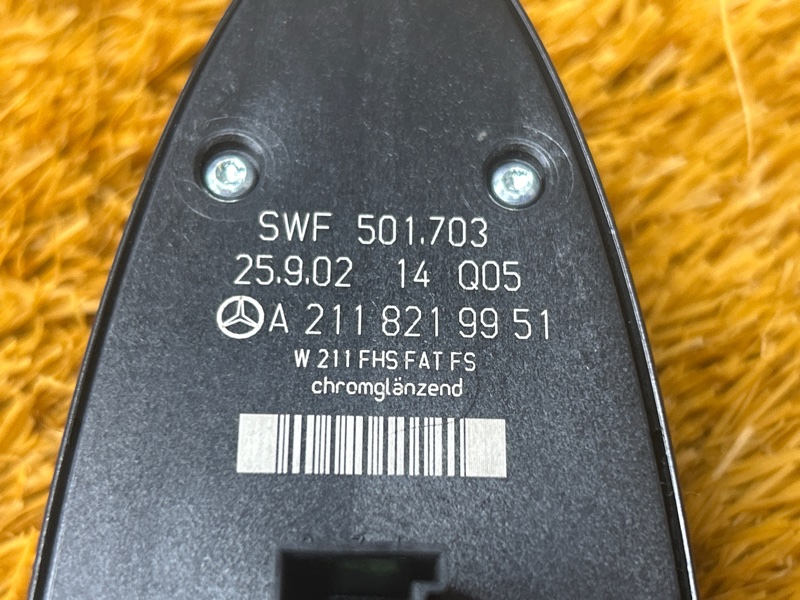 SWF 501.703
25.9.02 14 Q05
A 211 821 99 51
W 211 FHS FAT FS
chromglänzend